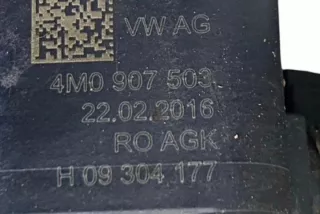 VW AG
4M0 907 503
22.02.2016
RO AGK
H 09 304 177